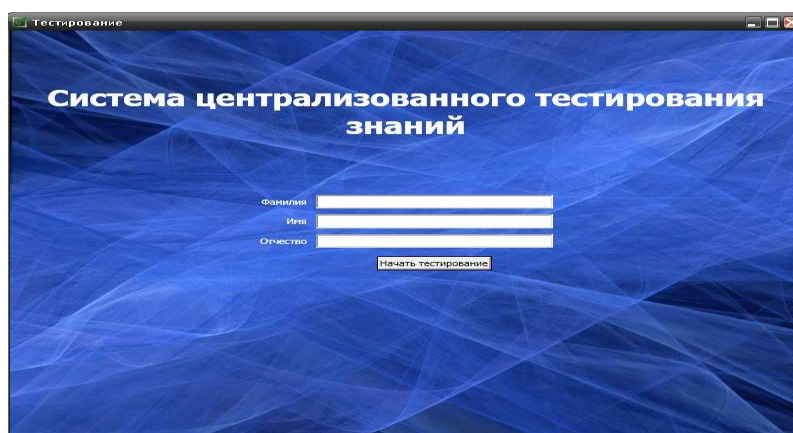 Тестирование
Система централизованного тестирования
знаний
Фамилия
Имя
Отчество
Начать тестирование